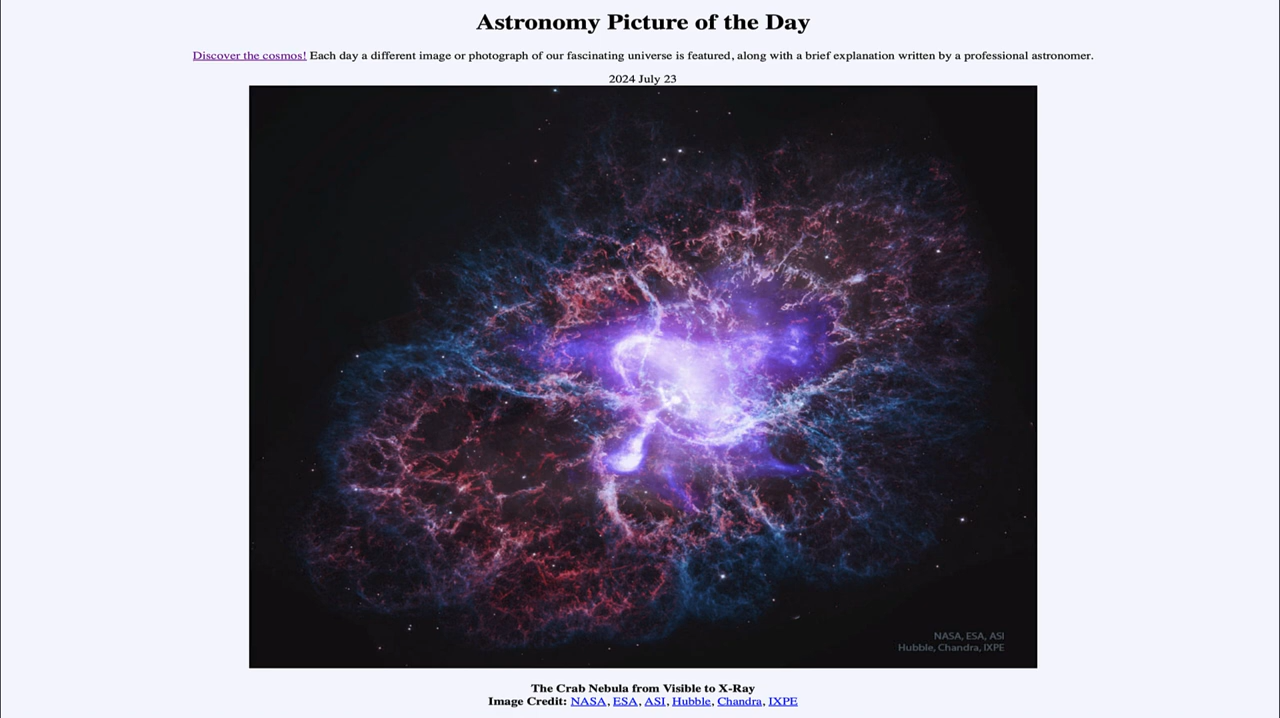 Astronomy Picture of the Day
Discover the cosmos! Each day a different image or photograph of our fascinating universe is featured, along with a brief explanation written by a professional astronomer.
2024 July 23
NASA, ESA, ASI
Hubble, Chandra, IXPE
The Crab Nebula from Visible to X-Ray
Image Credit: NASA, ESA, ASI, Hubble, Chandra, IXPE